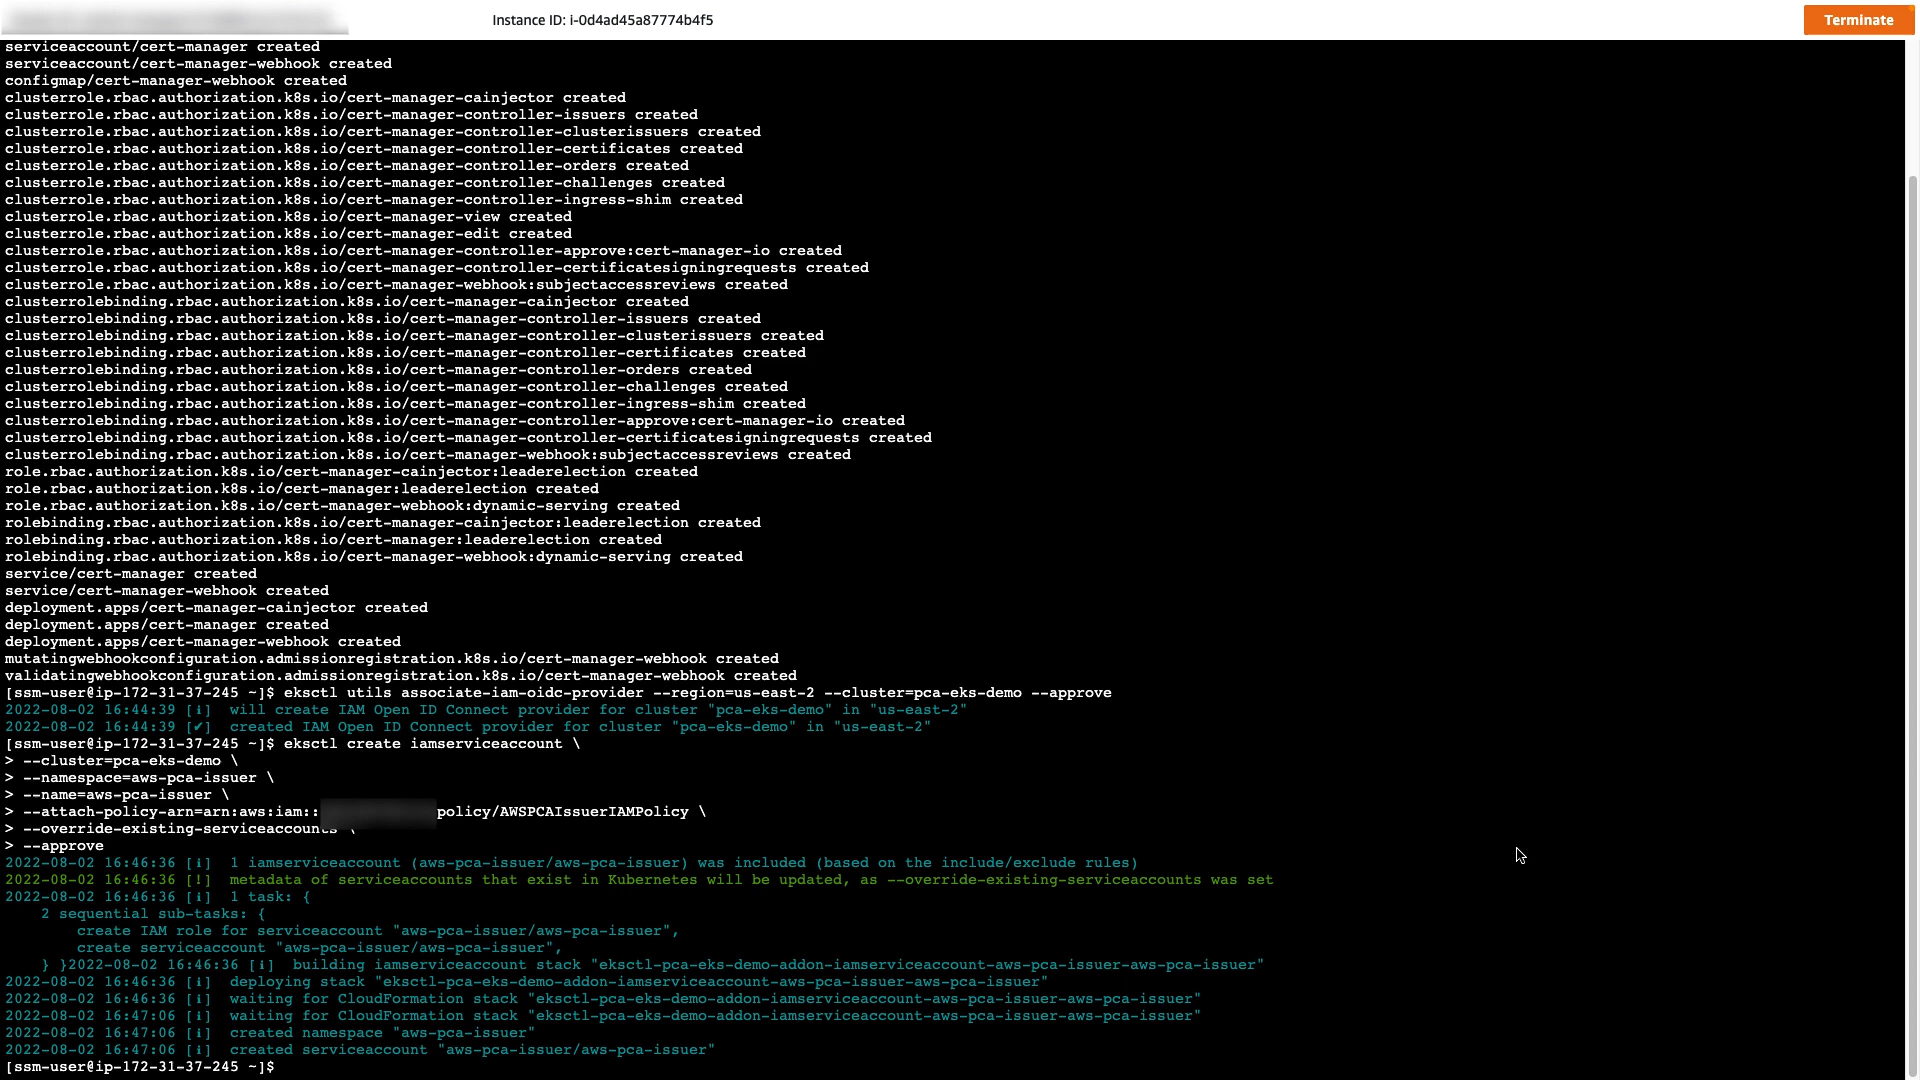 Instance ID: i-0d4ad45a87774b4f5
Terminate
serviceaccount/cert-manager created
serviceaccount/cert-manager-webhook created
configmap/cert-manager-webhook created
clusterrole.rbac.authorization.k8s.io/cert-manager-cainjector created
clusterrole.rbac.authorization.k8s.io/cert-manager-controller-issuers created
clusterrole.rbac.authorization.k8s.io/cert-manager-controller-clusterissuers created
clusterrole.rbac.authorization.k8s.io/cert-manager-controller-certificates created
clusterrole.rbac.authorization.k8s.io/cert-manager-controller-orders created
clusterrole.rbac.authorization.k8s.io/cert-manager-controller-challenges created
clusterrole.rbac.authorization.k8s.io/cert-manager-controller-ingress-shim created
clusterrole.rbac.authorization.k8s.io/cert-manager-view created
clusterrole.rbac.authorization.k8s.io/cert-manager-edit created
clusterrole.rbac.authorization.k8s.io/cert-manager-controller-approve:cert-manager-io created
clusterrole.rbac.authorization.k8s.io/cert-manager-controller-certificatesigningrequests created
clusterrole.rbac.authorization.k8s.io/cert-manager-webhook:subjectaccessreviews created
clusterrolebinding.rbac.authorization.k8s.io/cert-manager-cainjector created
clusterrolebinding.rbac.authorization.k8s.io/cert-manager-controller-issuers created
clusterrolebinding.rbac.authorization.k8s.io/cert-manager-controller-clusterissuers created
clusterrolebinding.rbac.authorization.k8s.io/cert-manager-controller-certificates created
clusterrolebinding.rbac.authorization.k8s.io/cert-manager-controller-orders created
clusterrolebinding.rbac.authorization.k8s.io/cert-manager-controller-challenges created
clusterrolebinding.rbac.authorization.k8s.io/cert-manager-controller-ingress-shim created
clusterrolebinding.rbac.authorization.k8s.io/cert-manager-controller-approve:cert-manager-io created
clusterrolebinding.rbac.authorization.k8s.io/cert-manager-controller-certificatesigningrequests created
clusterrolebinding.rbac.authorization.k8s.io/cert-manager-webhook:subjectaccessreviews created
role.rbac.authorization.k8s.io/cert-manager-cainjector:leaderelection created
role.rbac.authorization.k8s.io/cert-manager:leaderelection created
role.rbac.authorization.k8s.io/cert-manager-webhook:dynamic-serving created
rolebinding.rbac.authorization.k8s.io/cert-manager-cainjector:leaderelection created
rolebinding.rbac.authorization.k8s.io/cert-manager:leaderelection created
rolebinding.rbac.authorization.k8s.io/cert-manager-webhook:dynamic-serving created
service/cert-manager created
service/cert-manager-webhook created
deployment.apps/cert-manager-cainjector created
deployment.apps/cert-manager created
deployment.apps/cert-manager-webhook created
mutatingwebhookconfiguration.admissionregistration.k8s.io/cert-manager-webhook created
validatingwebhookconfiguration.admissionregistration.k8s.io/cert-manager-webhook created
[ssm-user@ip-172-31-37-245 ~]$ eksctl utils associate-iam-oidc-provider --region=us-east-2 --cluster=pca-eks-demo --approve
2022-08-02 16:44:39 [ℹ]  will create IAM Open ID Connect provider for cluster "pca-eks-demo" in "us-east-2"
2022-08-02 16:44:39 [✔]  created IAM Open ID Connect provider for cluster "pca-eks-demo" in "us-east-2"
[ssm-user@ip-172-31-37-245 ~]$ eksctl create iamserviceaccount \
> --cluster=pca-eks-demo \
> --namespace=aws-pca-issuer \
> --name=aws-pca-issuer \
> --attach-policy-arn=arn:aws:iam:: policy/AWSPCAIssuerIAMPolicy \
> --override-existing-serviceaccounts \
> --approve
2022-08-02 16:46:36 [ℹ]  1 iamserviceaccount (aws-pca-issuer/aws-pca-issuer) was included (based on the include/exclude rules)
2022-08-02 16:46:36 [!]  metadata of serviceaccounts that exist in Kubernetes will be updated, as --override-existing-serviceaccounts was set
2022-08-02 16:46:36 [ℹ]  1 task: {
    2 sequential sub-tasks: {
        create IAM role for serviceaccount "aws-pca-issuer/aws-pca-issuer",
        create serviceaccount "aws-pca-issuer/aws-pca-issuer",
    } }2022-08-02 16:46:36 [ℹ]  building iamserviceaccount stack "eksctl-pca-eks-demo-addon-iamserviceaccount-aws-pca-issuer-aws-pca-issuer"
2022-08-02 16:46:36 [ℹ]  deploying stack "eksctl-pca-eks-demo-addon-iamserviceaccount-aws-pca-issuer-aws-pca-issuer"
2022-08-02 16:46:36 [ℹ]  waiting for CloudFormation stack "eksctl-pca-eks-demo-addon-iamserviceaccount-aws-pca-issuer-aws-pca-issuer"
2022-08-02 16:47:06 [ℹ]  waiting for CloudFormation stack "eksctl-pca-eks-demo-addon-iamserviceaccount-aws-pca-issuer-aws-pca-issuer"
2022-08-02 16:47:06 [ℹ]  created namespace "aws-pca-issuer"
2022-08-02 16:47:06 [ℹ]  created serviceaccount "aws-pca-issuer/aws-pca-issuer"
[ssm-user@ip-172-31-37-245 ~]$